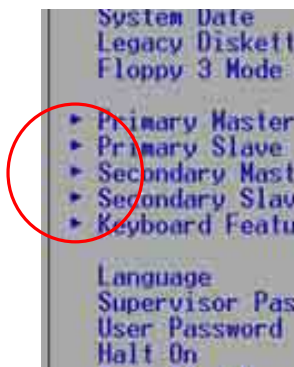 System Date
Legacy Diskett
Floppy 3 Mode
Primary Master
Primary Slave
Secondary Mast
Secondary Slav
Keyboard Featu
Language
Supervisor Pas
User Password
Halt On